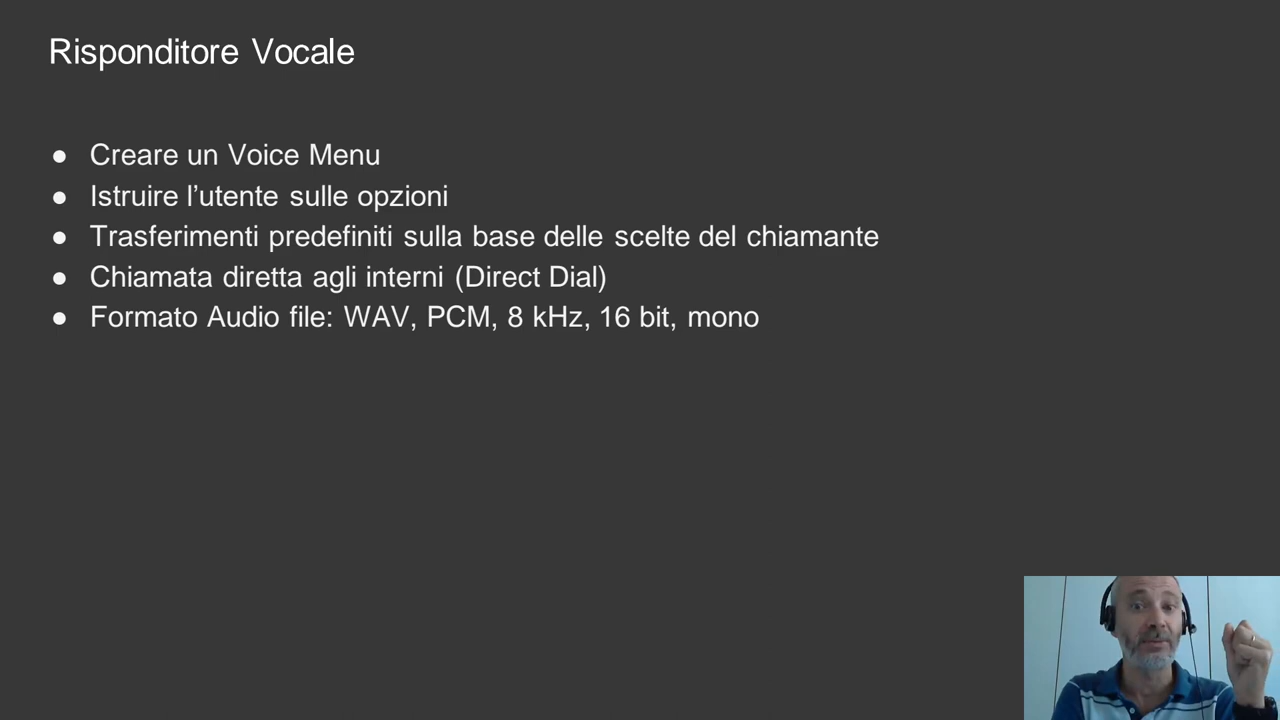 Risponditore Vocale
● Creare un Voice Menu
● Istruire l’utente sulle opzioni
● Trasferimenti predefiniti sulla base delle scelte del chiamante
● Chiamata diretta agli interni (Direct Dial)
● Formato Audio file: WAV, PCM, 8 kHz, 16 bit, mono